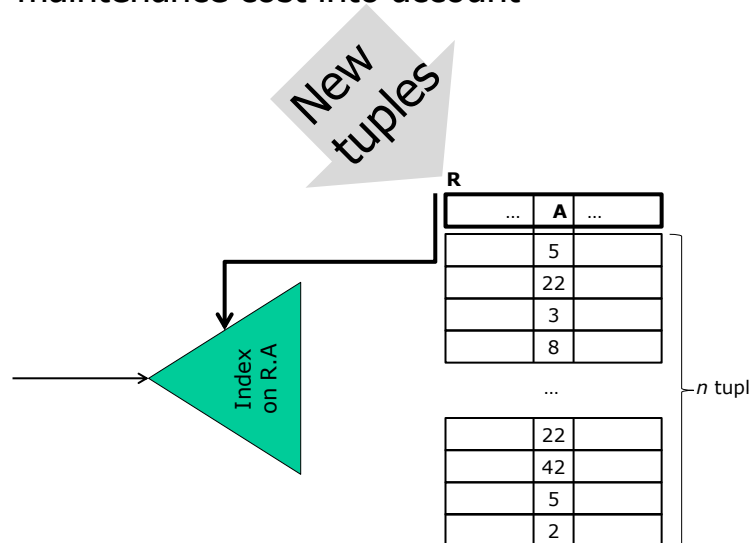 maintenance cost into account
New
tuples
R
... A ...
5
22
3
8
...
n tupl
22
42
5
2
Index
on R.A